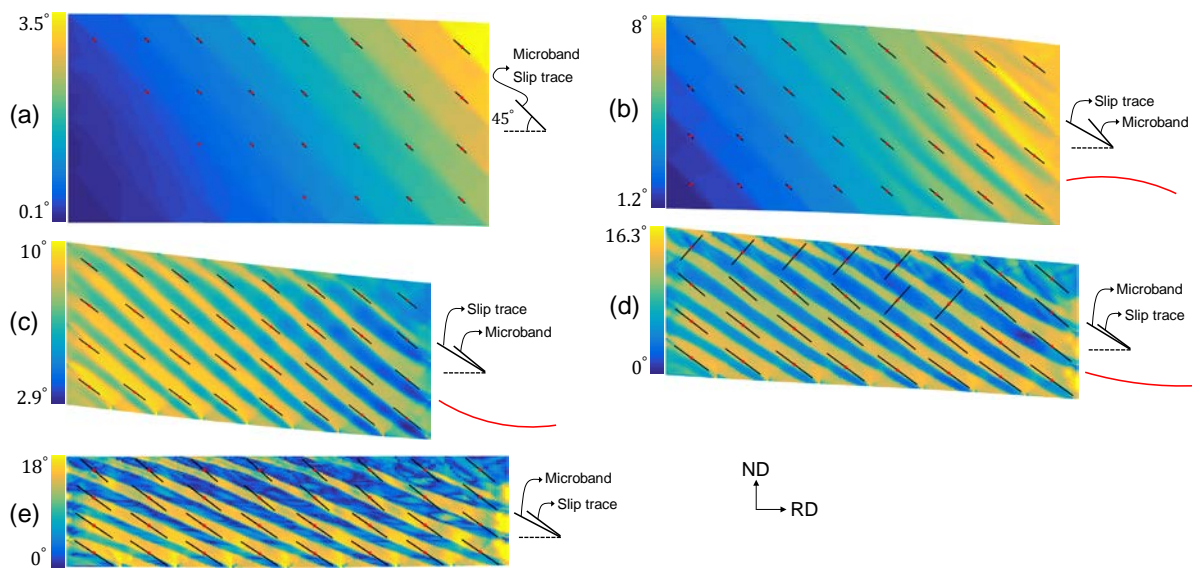 3.5°
Microband
Slip trace
(a)
45°
0.1°
8°
Slip trace
(b)
Microband
1.2°
10°
Slip trace
(c)
Microband
2.9°
16.3°
Microband
(d)
Slip trace
0°
18°
Microband
(e)
Slip trace
0°
ND
RD